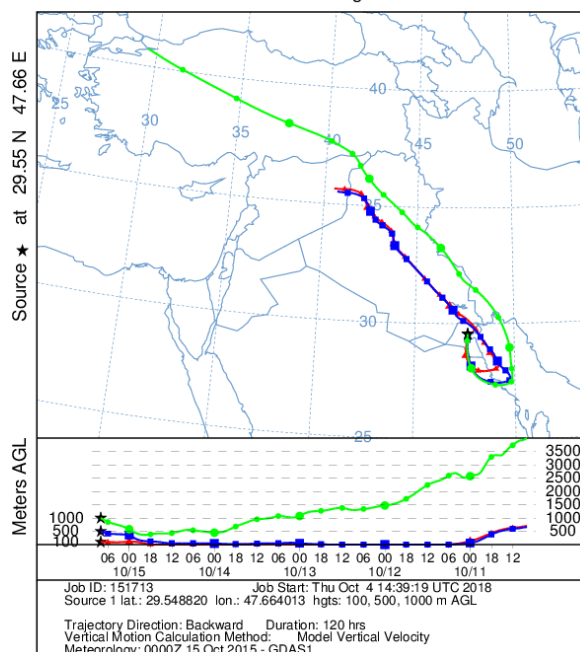 Source ★ at 29.55 N 47.66 E
25
30
35
40
45
50
40
35
30
25
Meters AGL
1000
500
100
3500
3000
2500
2000
1500
1000
500
06 00 18 12 06 00 18 12 06 00 18 12 06 00 18 12 06 00 18 12
10/15 10/14 10/13 10/12 10/11
Job ID: 151713 Job Start: Thu Oct 4 14:39:19 UTC 2018
Source 1 lat.: 29.548820 lon.: 47.664013 hgts: 100, 500, 1000 m AGL
Trajectory Direction: Backward Duration: 120 hrs
Vertical Motion Calculation Method: Model Vertical Velocity
Meteorology: 0000Z 15 Oct 2015 - GDAS1